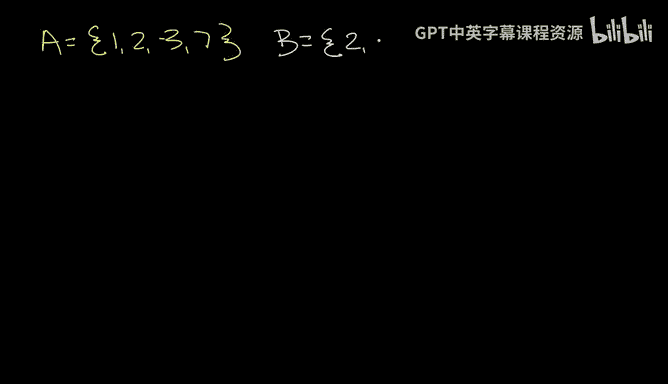 A = {1, 2, -3, 7} B = {2, ·
GPT中英字幕课程资源 bilibili